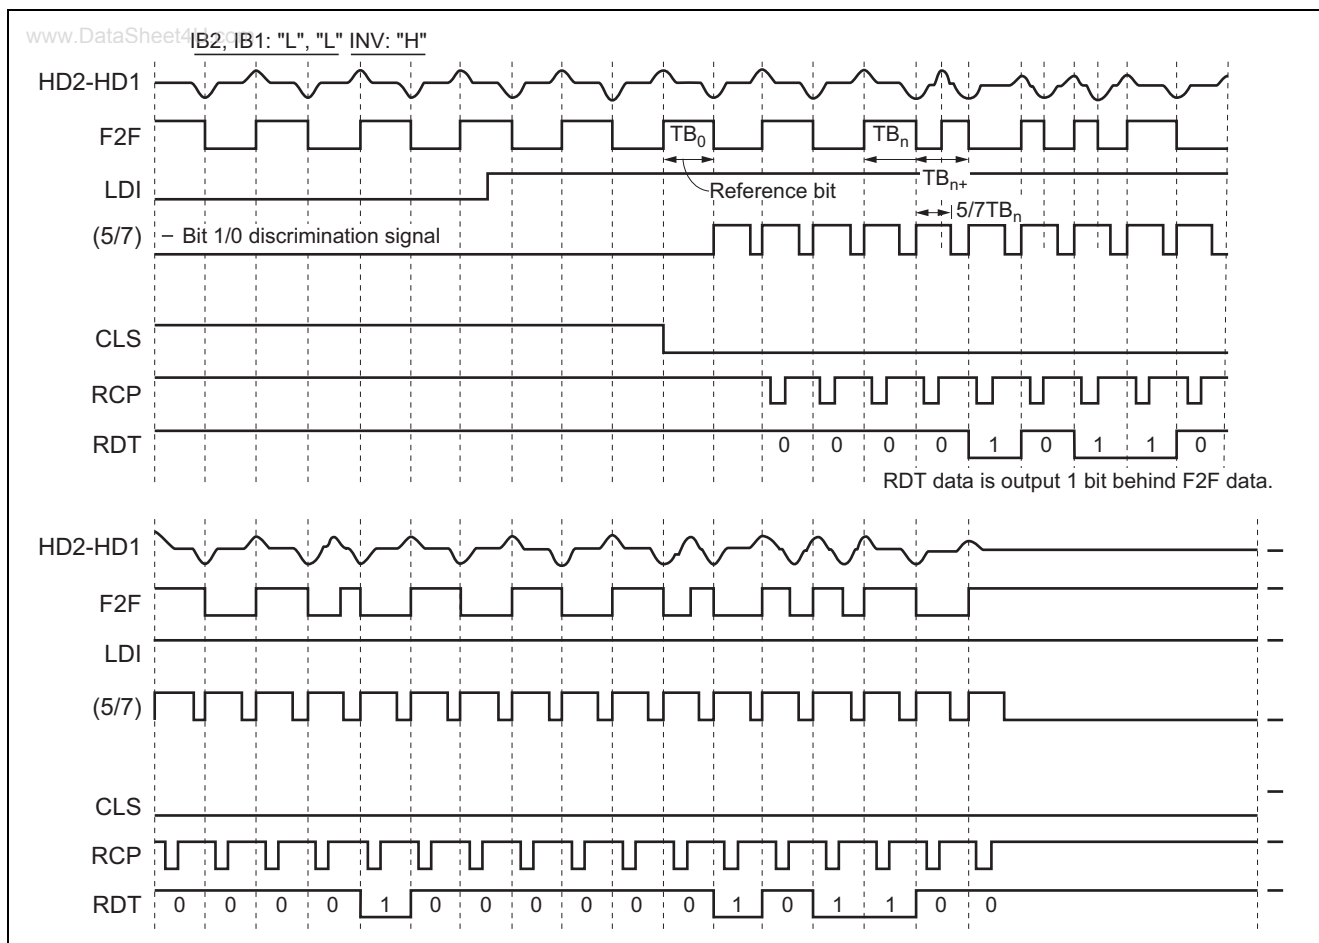 www.DataSheet4U.com
IB2, IB1: "L", "L" INV: "H"
HD2-HD1
F2F
TB0 TBn
LDI
Reference bit
TBn+
5/7TBn
(5/7)
– Bit 1/0 discrimination signal
CLS
RCP
RDT
0 0 0 0 1 0 1 1 0
RDT data is output 1 bit behind F2F data.
HD2-HD1
F2F
LDI
(5/7)
CLS
RCP
RDT
0 0 0 0 1 0 0 0 0 0 0 1 0 1 1 0 0